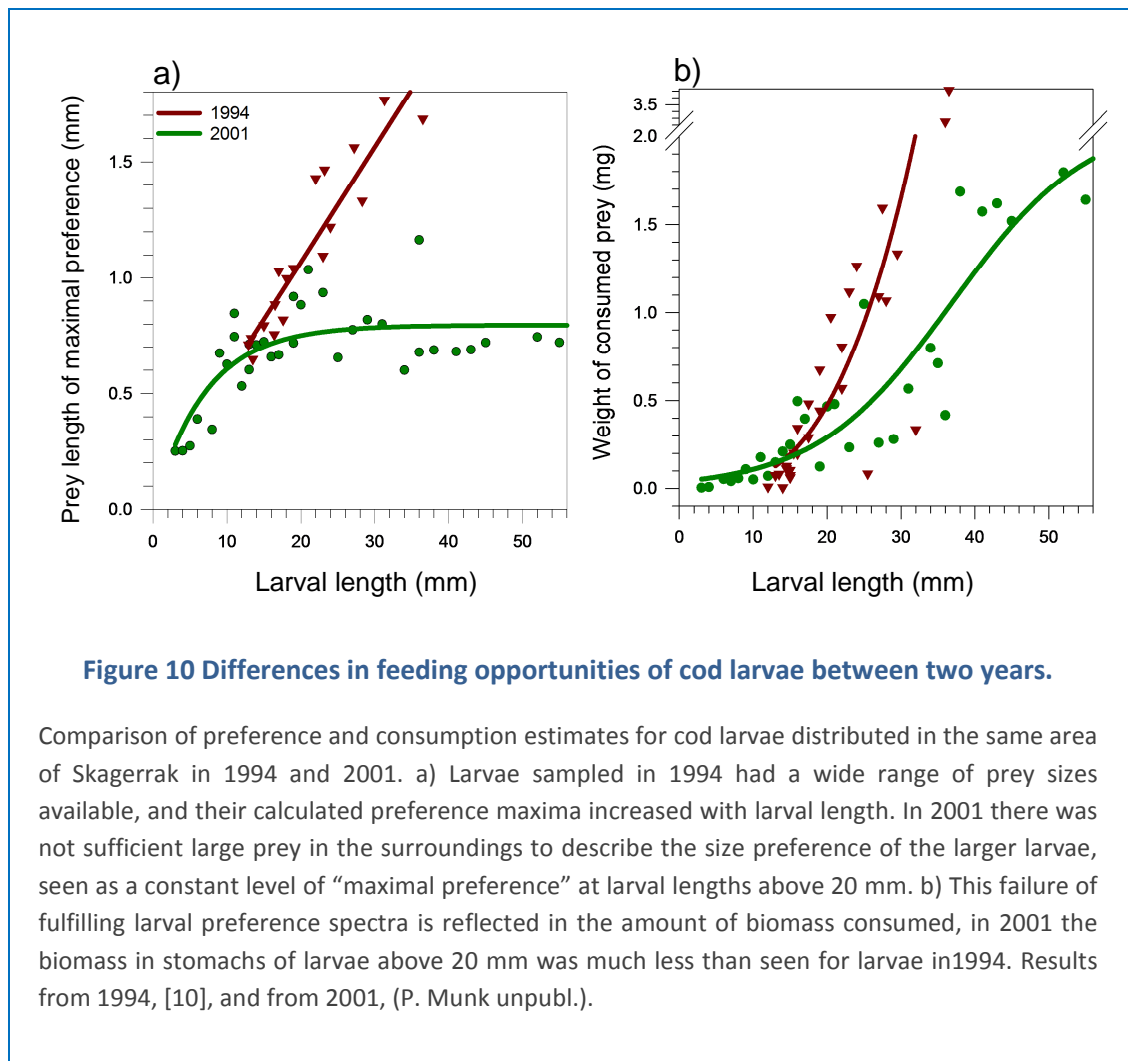 a)
1994
2001
Prey length of maximal preference (mm)
1.5
1.0
0.5
0.0
0 10 20 30 40 50
Larval length (mm)
b)
Weight of consumed prey (mg)
3.5
2.0
1.5
1.0
0.5
0.0
0 10 20 30 40 50
Larval length (mm)
Figure 10 Differences in feeding opportunities of cod larvae between two years.
Comparison of preference and consumption estimates for cod larvae distributed in the same area
of Skagerrak in 1994 and 2001. a) Larvae sampled in 1994 had a wide range of prey sizes
available, and their calculated preference maxima increased with larval length. In 2001 there was
not sufficient large prey in the surroundings to describe the size preference of the larger larvae,
seen as a constant level of “maximal preference” at larval lengths above 20 mm. b) This failure of
fulfilling larval preference spectra is reflected in the amount of biomass consumed, in 2001 the
biomass in stomachs of larvae above 20 mm was much less than seen for larvae in1994. Results
from 1994, [10], and from 2001, (P. Munk unpubl.).